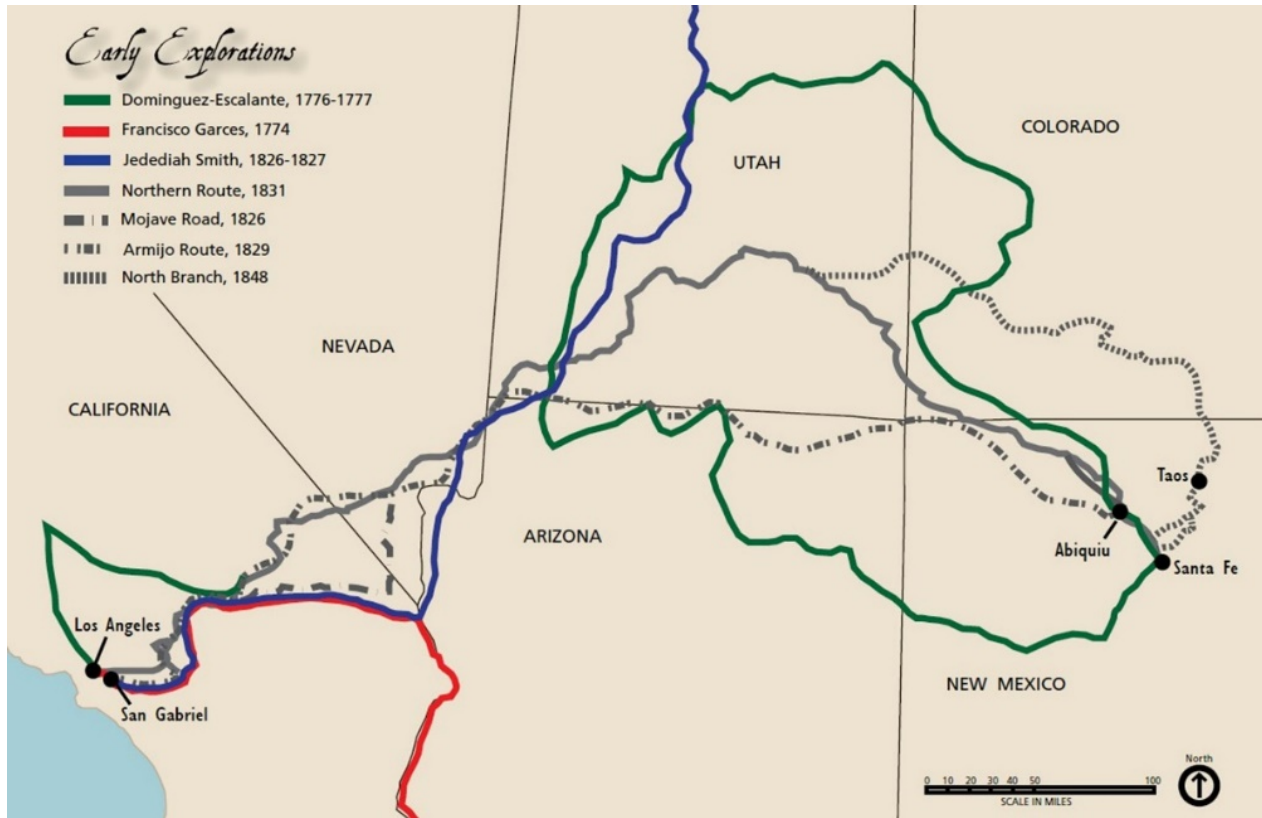 Early Explorations
Dominguez-Escalante, 1776-1777
Francisco Garces, 1774
Jedediah Smith, 1826-1827
Northern Route, 1831
Mojave Road, 1826
Armijo Route, 1829
North Branch, 1848
COLORADO
UTAH
NEVADA
CALIFORNIA
ARIZONA
Taos
Abiquiu
Santa Fe
Los Angeles
San Gabriel
NEW MEXICO
North
0 10 20 30 40 50 100
SCALE IN MILES